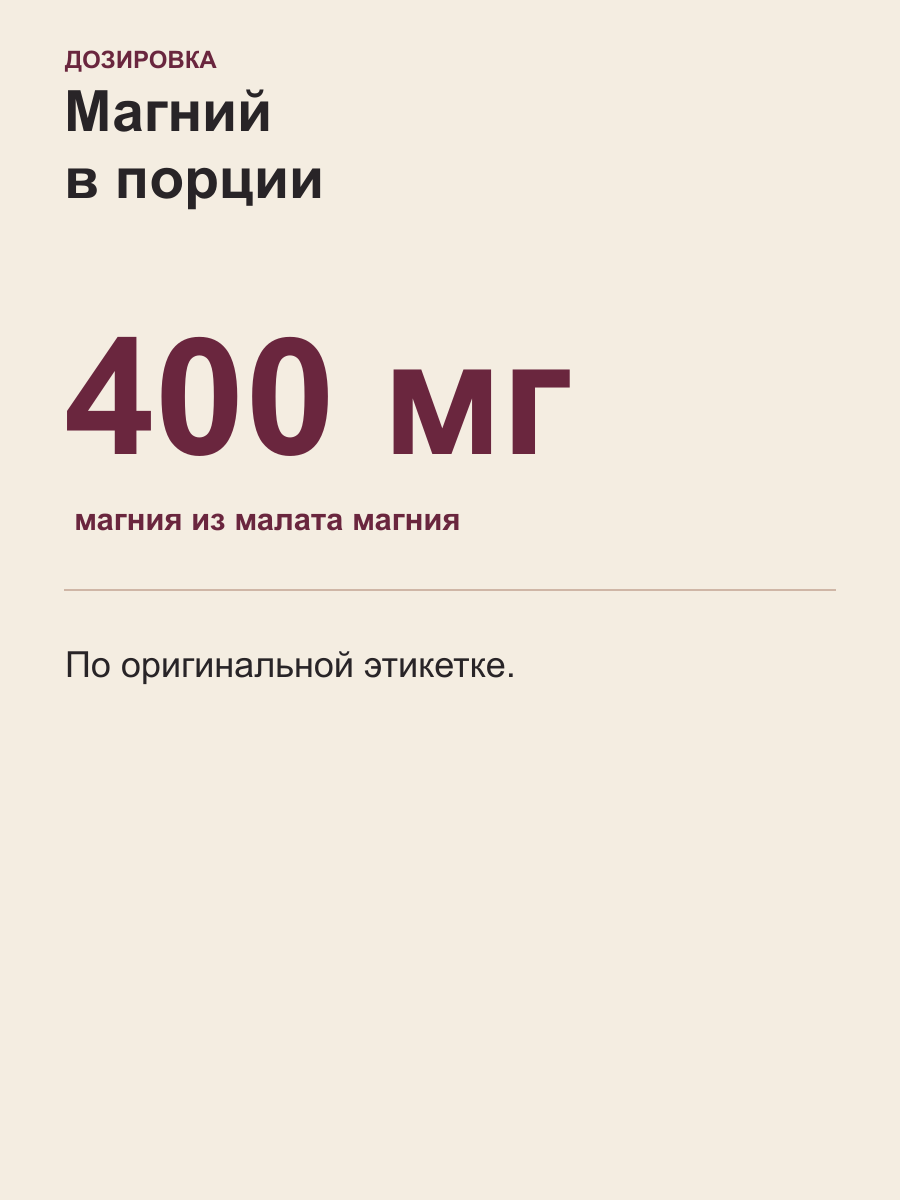 ДОЗИРОВКА
Магний
в порции
400 мг
магния из малата магния
По оригинальной этикетке.